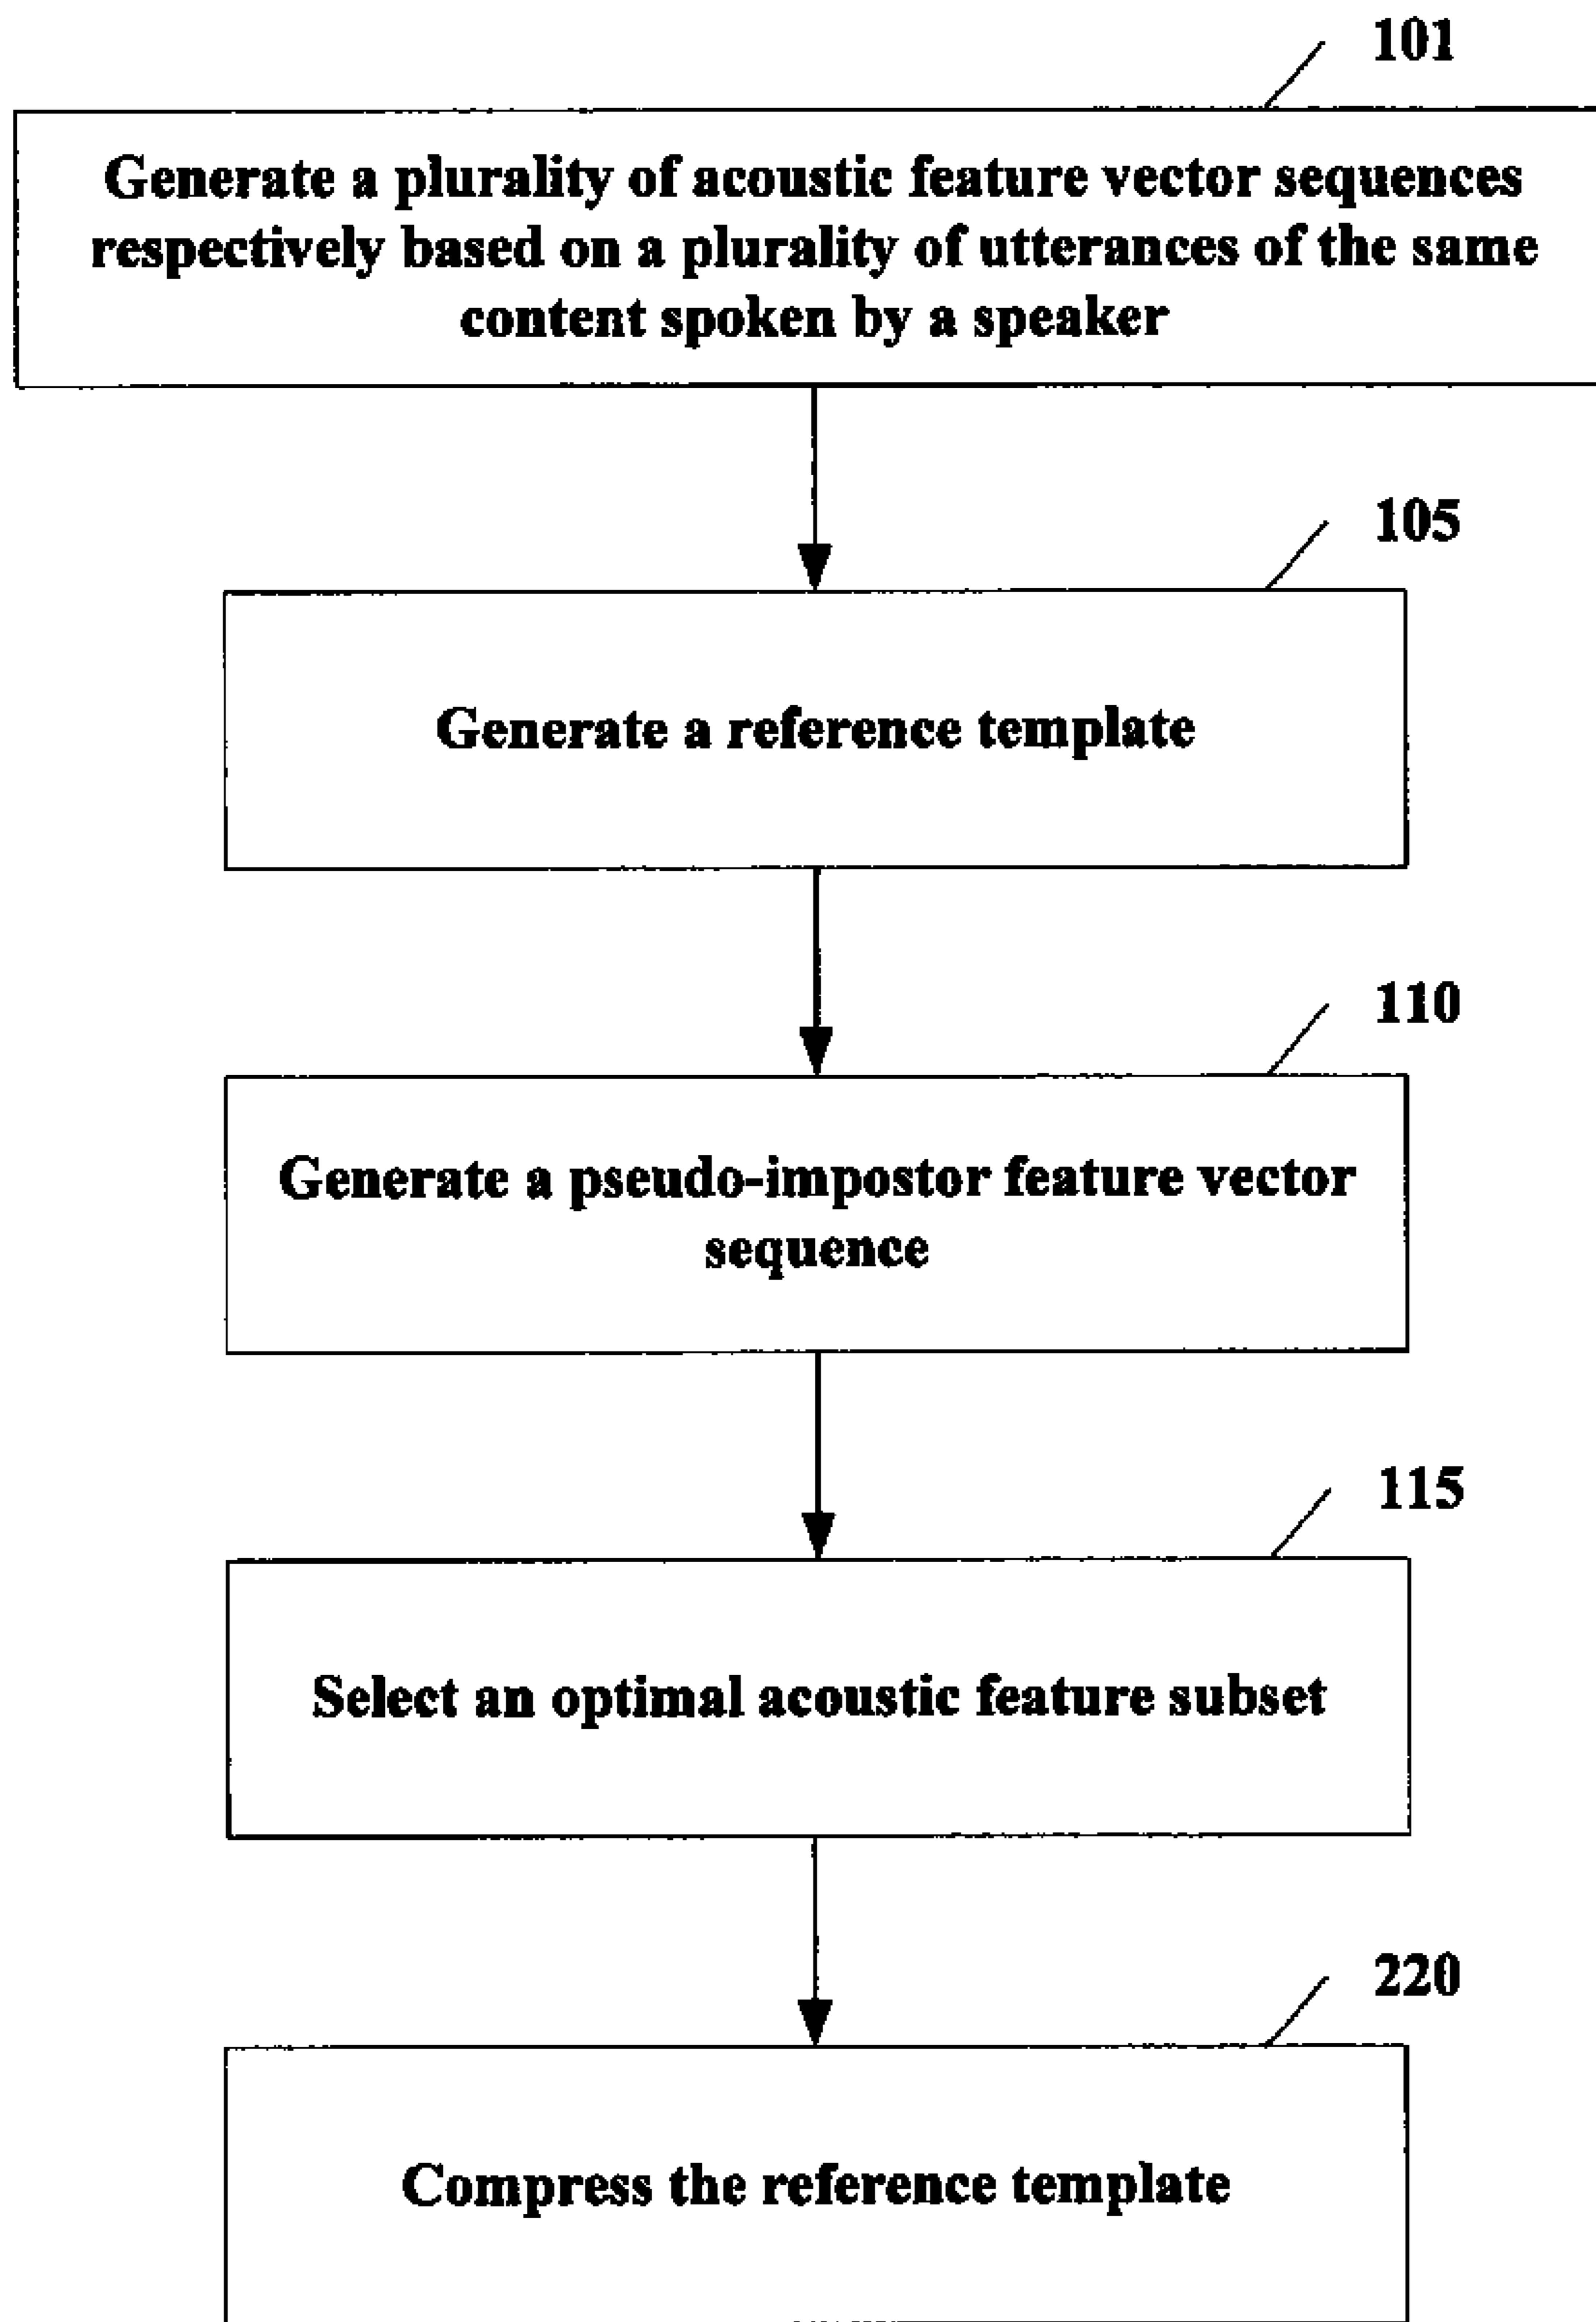 101
Generate a plurality of acoustic feature vector sequences
respectively based on a plurality of utterances of the same
content spoken by a speaker
105
Generate a reference template
110
Generate a pseudo-impostor feature vector
sequence
115
Select an optimal acoustic feature subset
220
Compress the reference template